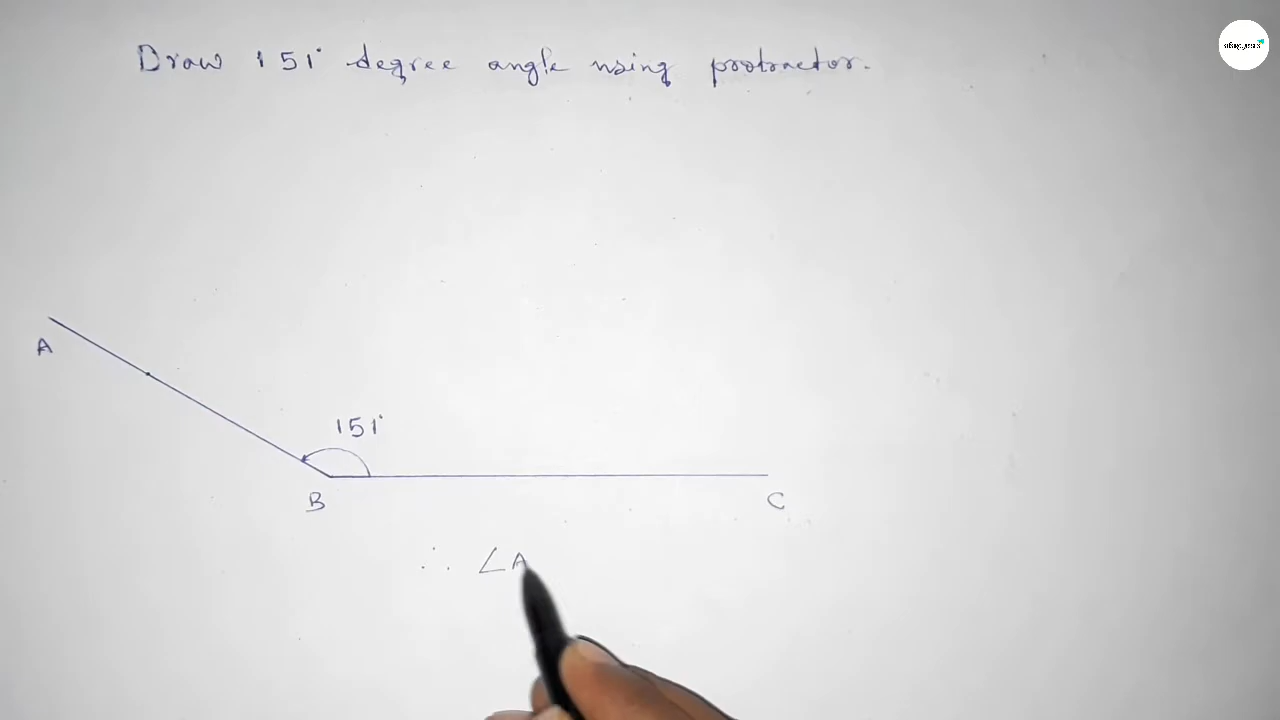 Draw 151° degree angle using protractor.
A
151°
B
C
∴ ∠A